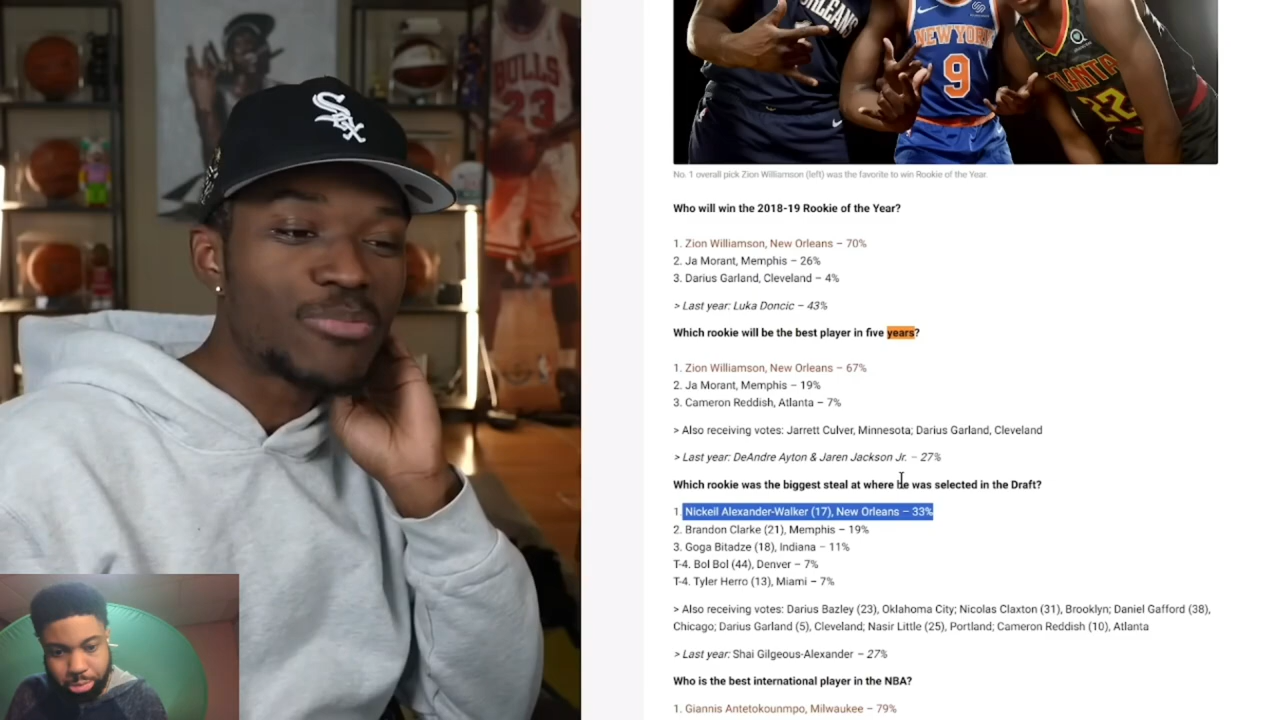 Sox
BULLS
23
ORLEANS
NEW YORK
9
ATLANTA
22
No. 1 overall pick Zion Williamson (left) was the favorite to win Rookie of the Year.
Who will win the 2018-19 Rookie of the Year?
1. Zion Williamson, New Orleans – 70%
2. Ja Morant, Memphis – 26%
3. Darius Garland, Cleveland – 4%
> Last year: Luka Doncic – 43%
Which rookie will be the best player in five years?
1. Zion Williamson, New Orleans – 67%
2. Ja Morant, Memphis – 19%
3. Cameron Reddish, Atlanta – 7%
> Also receiving votes: Jarrett Culver, Minnesota; Darius Garland, Cleveland
> Last year: DeAndre Ayton & Jaren Jackson Jr. – 27%
Which rookie was the biggest steal at where he was selected in the Draft?
1. Nickeil Alexander-Walker (17), New Orleans – 33%
2. Brandon Clarke (21), Memphis – 19%
3. Goga Bitadze (18), Indiana – 11%
T-4. Bol Bol (44), Denver – 7%
T-4. Tyler Herro (13), Miami – 7%
> Also receiving votes: Darius Bazley (23), Oklahoma City; Nicolas Claxton (31), Brooklyn; Daniel Gafford (38),
Chicago; Darius Garland (5), Cleveland; Nasir Little (25), Portland; Cameron Reddish (10), Atlanta
> Last year: Shai Gilgeous-Alexander – 27%
Who is the best international player in the NBA?
1. Giannis Antetokounmpo, Milwaukee – 79%